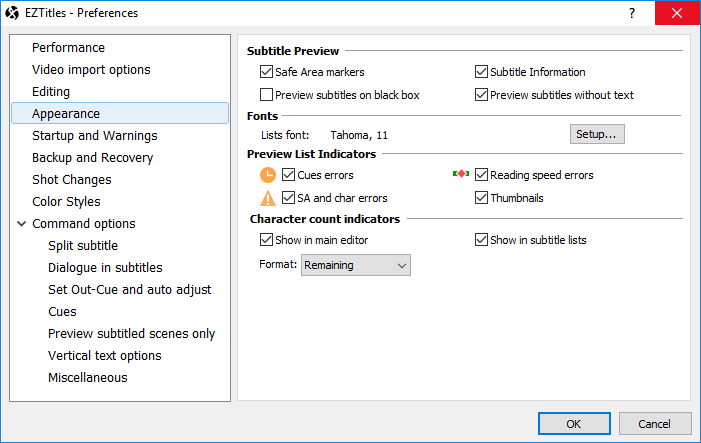 EZTitles - Preferences
?
Performance
Video import options
Editing
Appearance
Startup and Warnings
Backup and Recovery
Shot Changes
Color Styles
Command options
Split subtitle
Dialogue in subtitles
Set Out-Cue and auto adjust
Cues
Preview subtitled scenes only
Vertical text options
Miscellaneous
Subtitle Preview
Safe Area markers
Subtitle Information
Preview subtitles on black box
Preview subtitles without text
Fonts
Lists font: Tahoma, 11
Setup...
Preview List Indicators
Cues errors
Reading speed errors
SA and char errors
Thumbnails
Character count indicators
Show in main editor
Show in subtitle lists
Format: Remaining
OK
Cancel